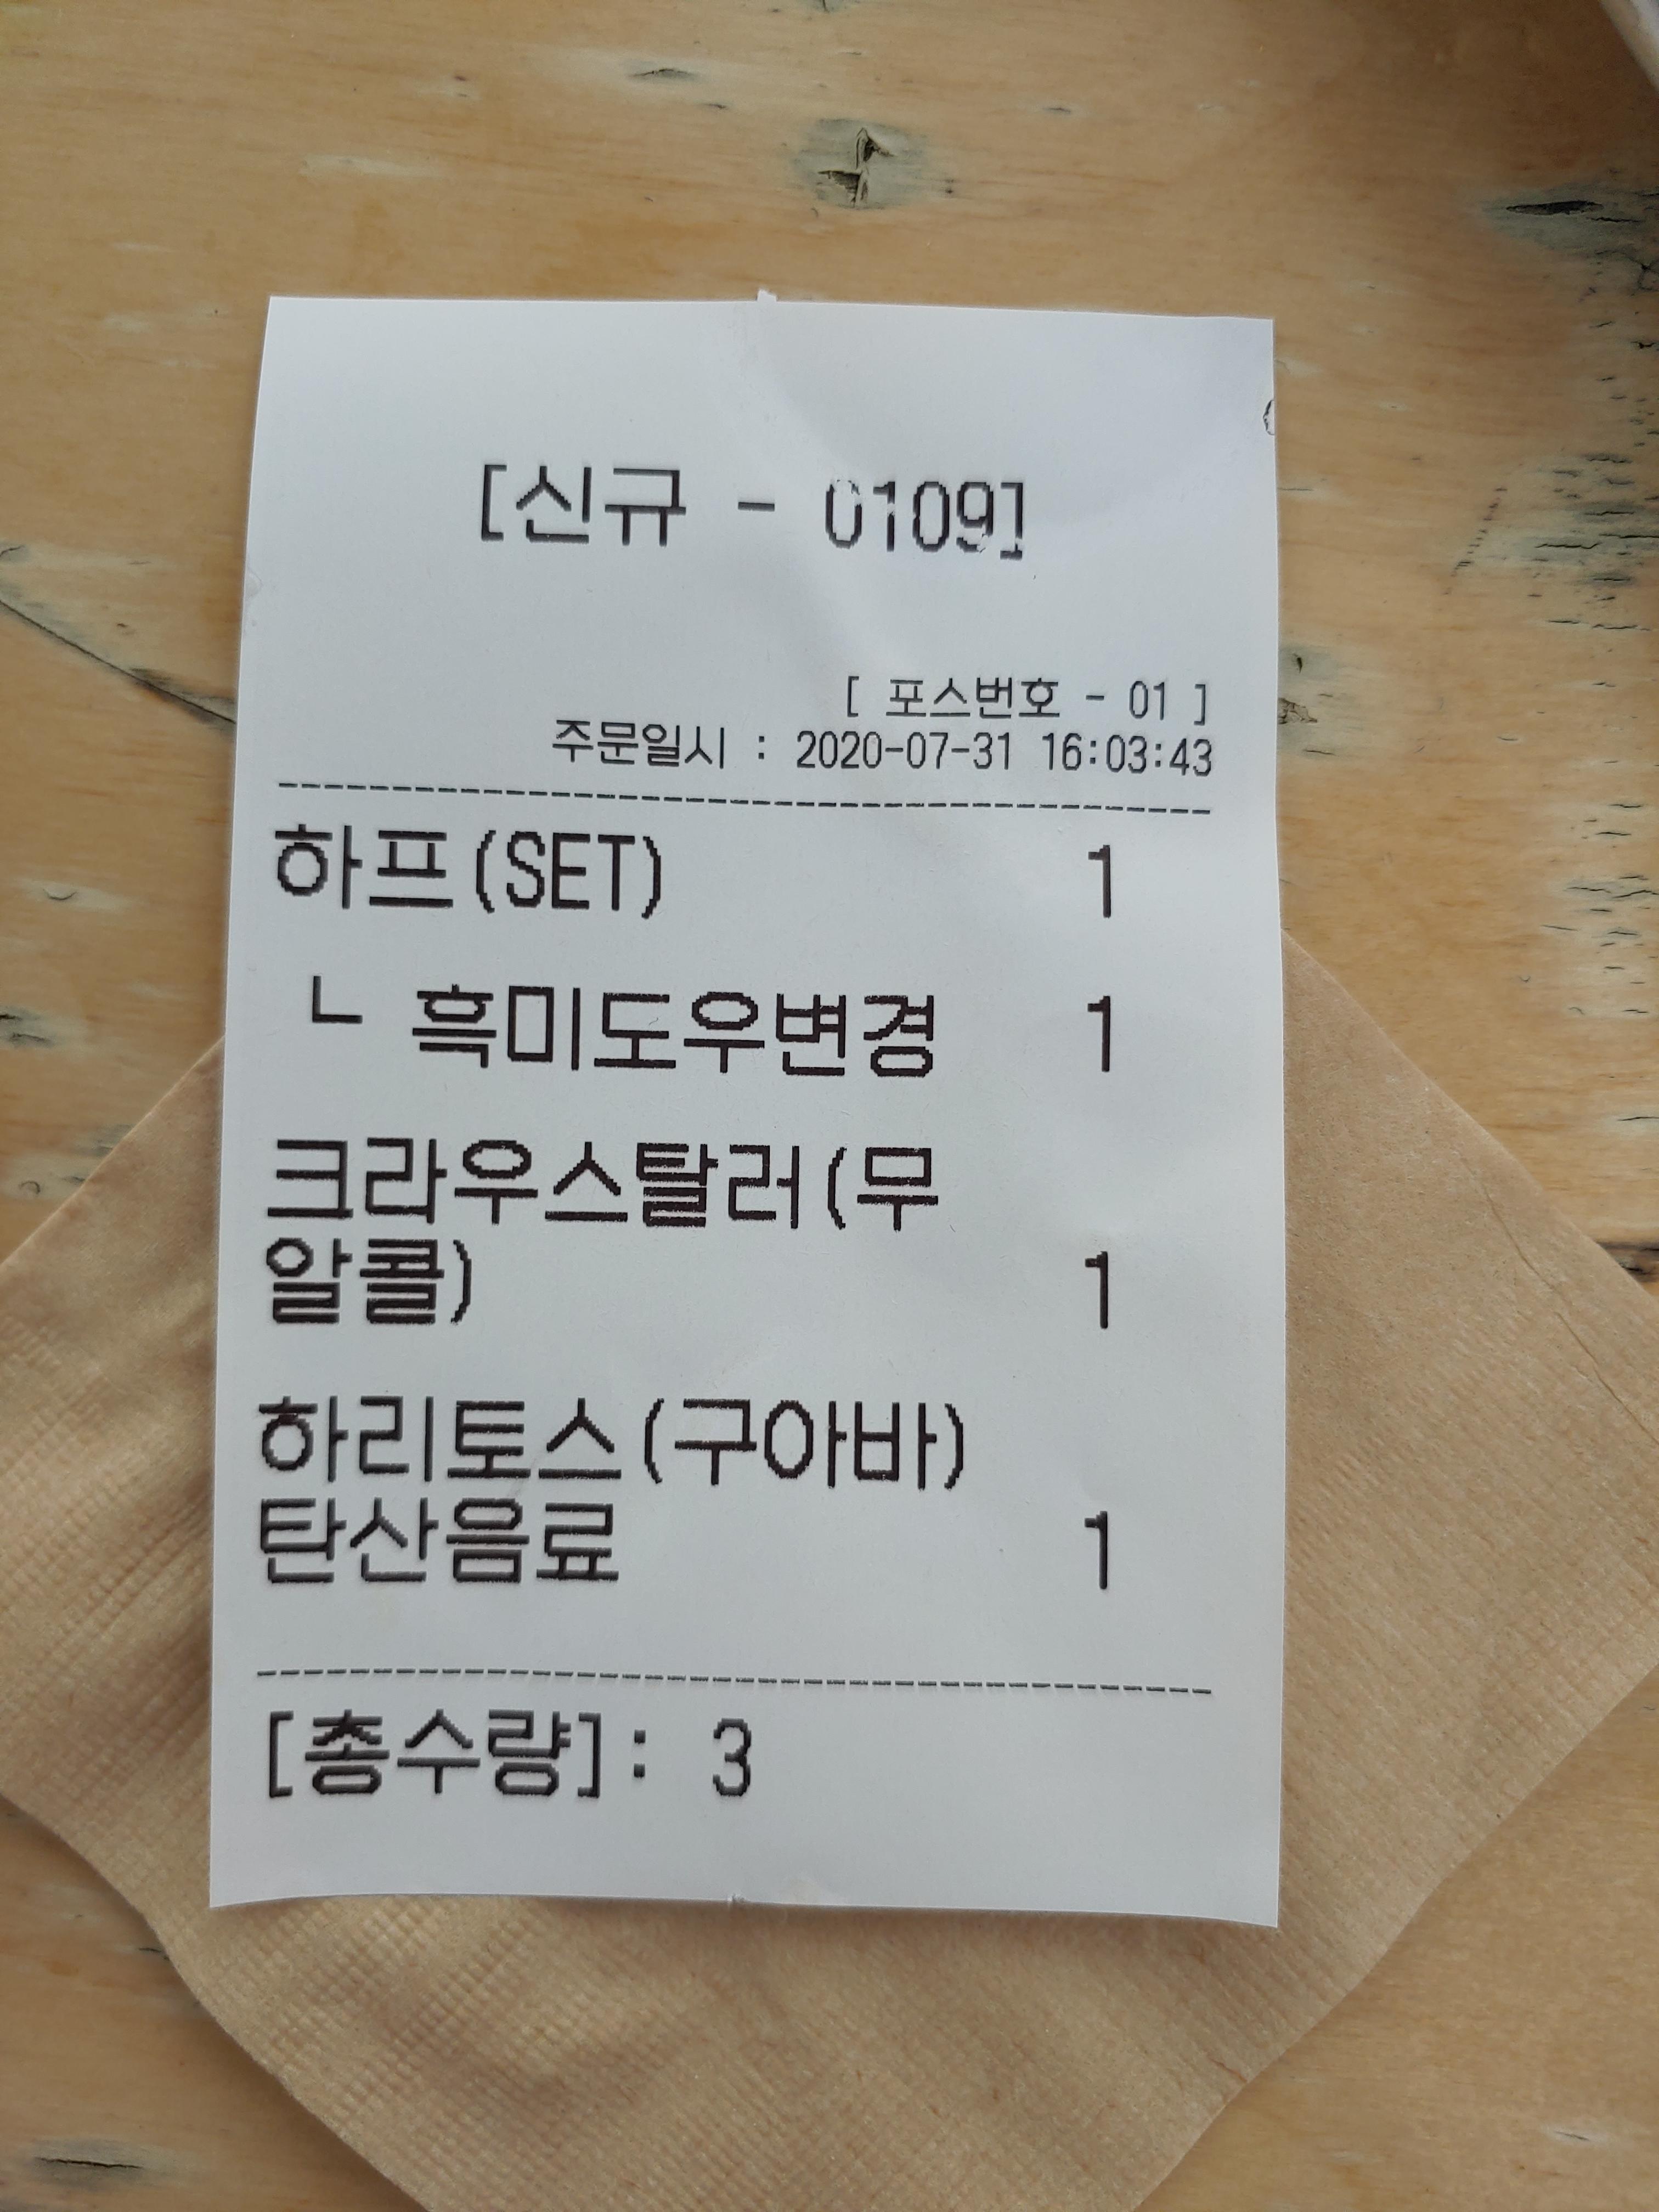 [신규 - 0109]
[ 포스번호 - 01 ]
주문일시 : 2020-07-31 16:03:43
하프(SET) 1
ㄴ 흑미도우변경 1
크라우스탈러(무
알콜) 1
하리토스(구아바)
탄산음료 1
[총수량]: 3